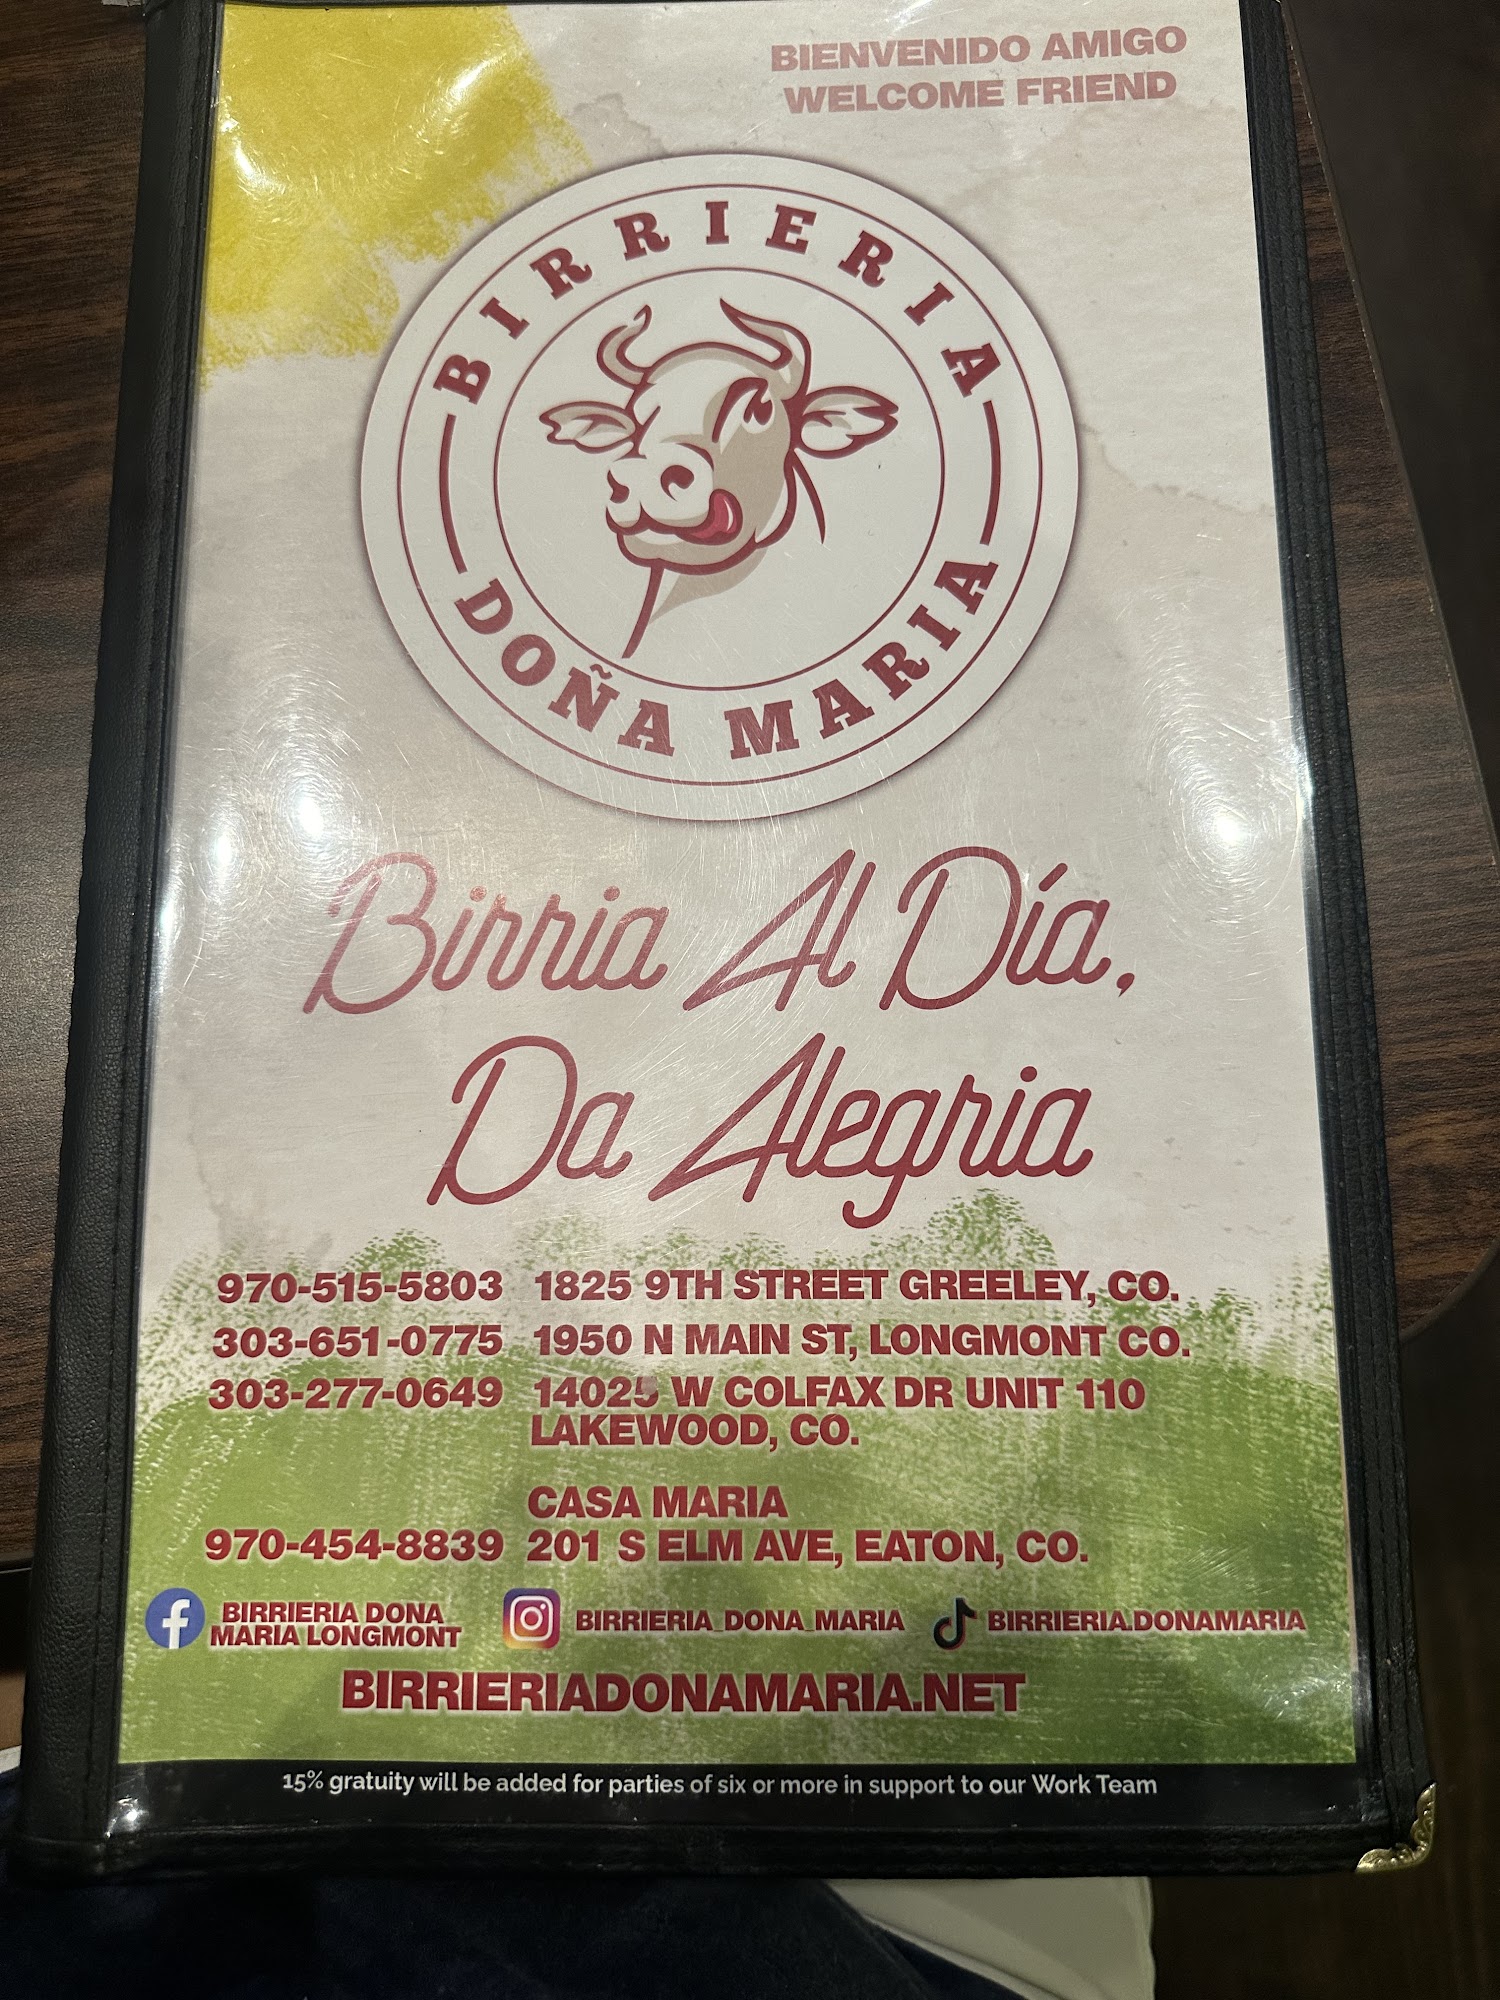 BIENVENIDO AMIGO
WELCOME FRIEND
BIRRIERIA
DOÑA MARIA
Birria Al Día,
Da Alegria
970-515-5803 1825 9TH STREET GREELEY, CO.
303-651-0775 1950 N MAIN ST, LONGMONT CO.
303-277-0649 14025 W COLFAX DR UNIT 110
LAKEWOOD, CO.
CASA MARIA
970-454-8839 201 S ELM AVE, EATON, CO.
BIRRIERIA DONA
MARIA LONGMONT
BIRRIERIA_DONA_MARIA
BIRRIERIA.DONAMARIA
BIRRIERIADONAMARIA.NET
15% gratuity will be added for parties of six or more in support to our Work Team